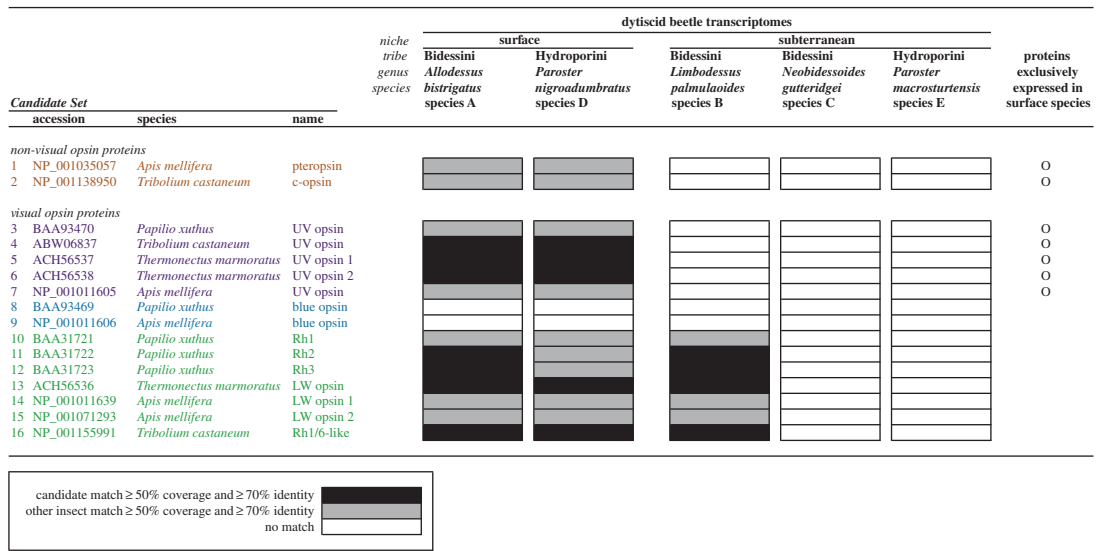 dytiscid beetle transcriptomes
niche surface subterranean
tribe Bidessini Hydroporini Bidessini Bidessini Hydroporini proteins
genus Allodessus Paroster Limbodessus Neobidessoides Paroster exclusively
species bistrigatus nigroadumbratus palmulaoides gutteridgei macrosturtensis expressed in
Candidate Set species A species D species B species C species E surface species
accession species name
non-visual opsin proteins
1 NP_001035057 Apis mellifera pteropsin O
2 NP_001138950 Tribolium castaneum c-opsin O
visual opsin proteins
3 BAA93470 Papilio xuthus UV opsin O
4 ABW06837 Tribolium castaneum UV opsin O
5 ACH56537 Thermonectus marmoratus UV opsin 1 O
6 ACH56538 Thermonectus marmoratus UV opsin 2 O
7 NP_001011605 Apis mellifera UV opsin O
8 BAA93469 Papilio xuthus blue opsin
9 NP_001011606 Apis mellifera blue opsin
10 BAA31721 Papilio xuthus Rh1
11 BAA31722 Papilio xuthus Rh2
12 BAA31723 Papilio xuthus Rh3
13 ACH56536 Thermonectus marmoratus LW opsin
14 NP_001011639 Apis mellifera LW opsin 1
15 NP_001071293 Apis mellifera LW opsin 2
16 NP_001155991 Tribolium castaneum Rh1/6-like
candidate match ≥ 50% coverage and ≥ 70% identity
other insect match ≥ 50% coverage and ≥ 70% identity
no match